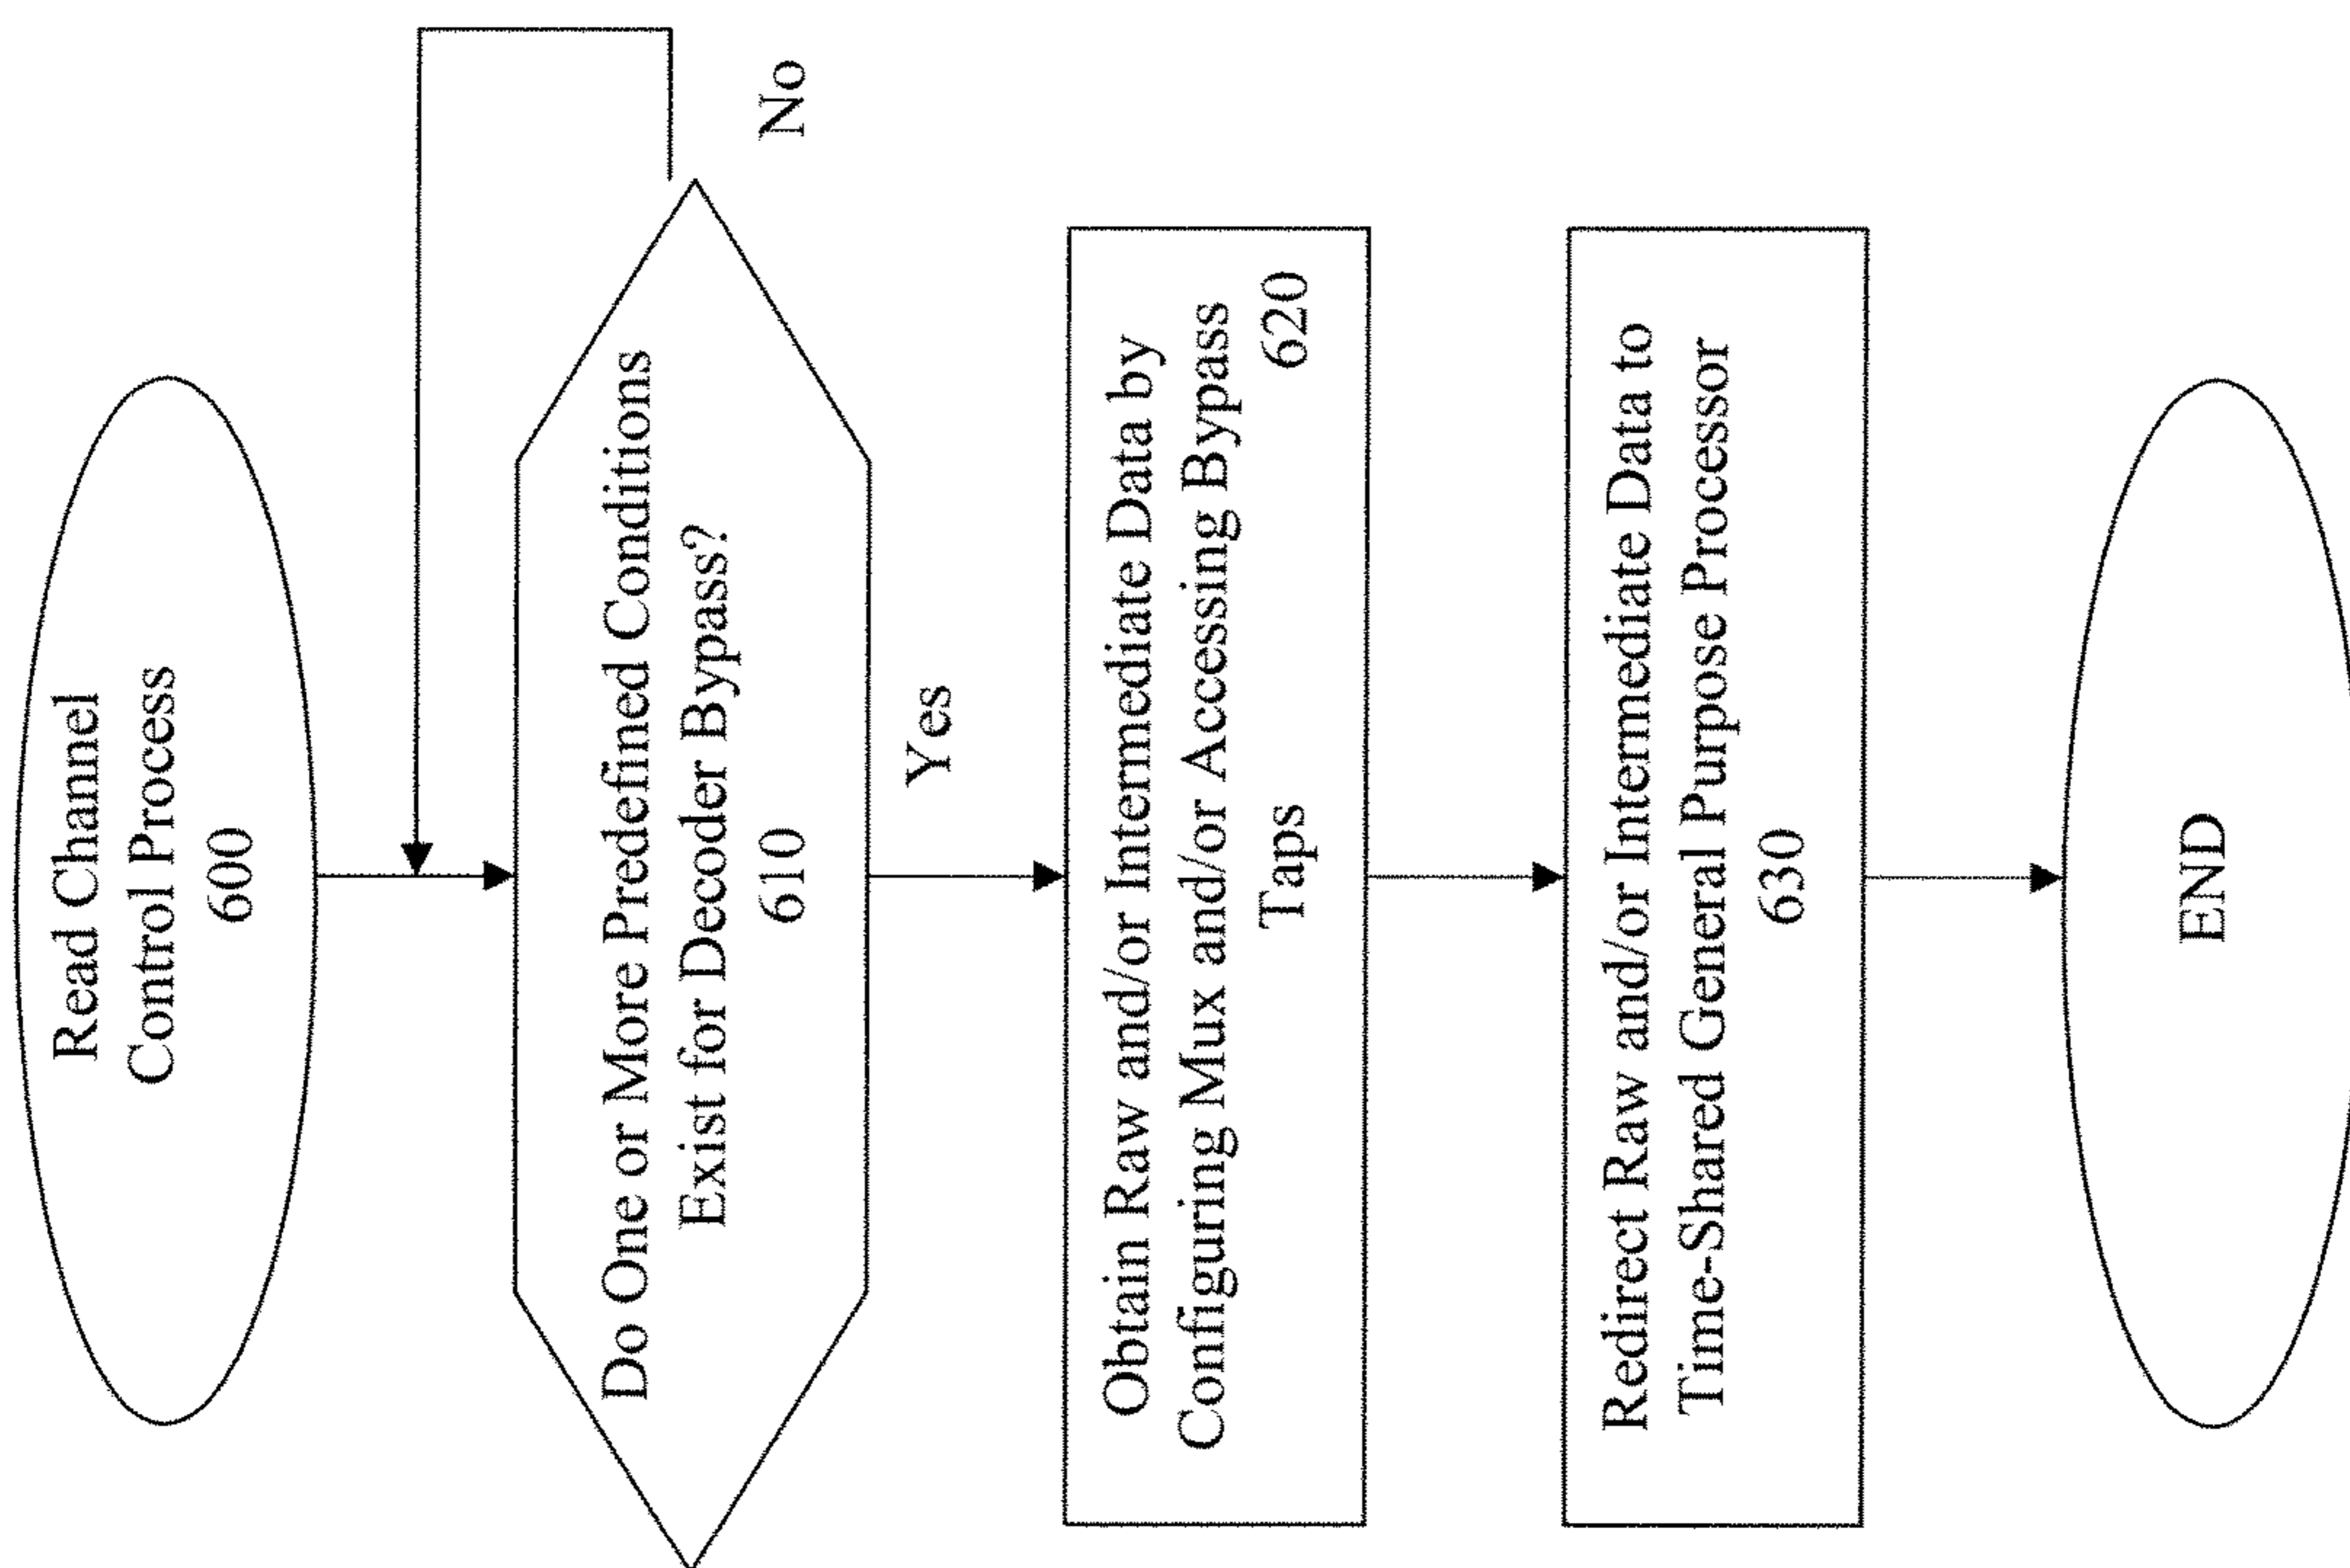 Read Channel
Control Process
600
Do One or More Predefined Conditions
Exist for Decoder Bypass?
610
No
Yes
Obtain Raw and/or Intermediate Data by
Configuring Mux and/or Accessing Bypass
Taps 620
Redirect Raw and/or Intermediate Data to
Time-Shared General Purpose Processor
630
END